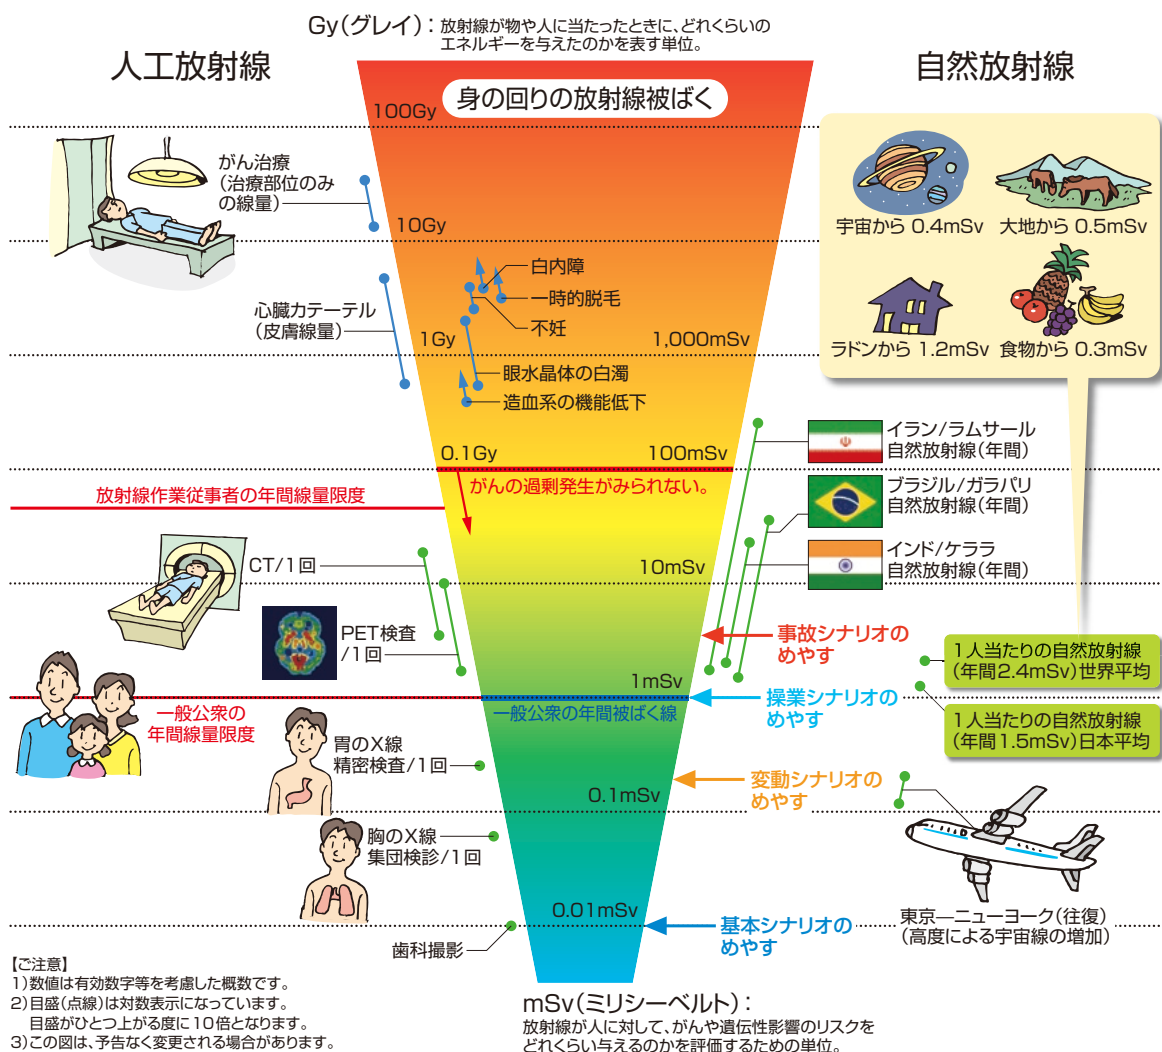 Gy(グレイ):放射線が物や人に当たったときに、どれくらいの
エネルギーを与えたのかを表す単位。
人工放射線
自然放射線
身の回りの放射線被ばく
100Gy
がん治療
(治療部位のみ
の線量)
10Gy
宇宙から 0.4mSv
大地から 0.5mSv
ラドンから 1.2mSv
食物から 0.3mSv
白内障
一時的脱毛
不妊
心臓カテーテル
(皮膚線量)
1Gy
1,000mSv
眼水晶体の白濁
造血系の機能低下
イラン/ラムサール
自然放射線(年間)
0.1Gy
100mSv
がんの過剰発生がみられない。
放射線作業従事者の年間線量限度
ブラジル/ガラパリ
自然放射線(年間)
インド/ケララ
自然放射線(年間)
CT/1回
10mSv
PET検査
/1回
事故シナリオの
めやす
1人当たりの自然放射線
(年間2.4mSv)世界平均
1mSv
一般公衆の年間被ばく線
操業シナリオの
めやす
一般公衆の
年間線量限度
1人当たりの自然放射線
(年間1.5mSv)日本平均
胃のX線
精密検査/1回
変動シナリオの
めやす
0.1mSv
胸のX線
集団検診/1回
0.01mSv
基本シナリオの
めやす
東京―ニューヨーク(往復)
(高度による宇宙線の増加)
歯科撮影
【ご注意】
1)数値は有効数字等を考慮した概数です。
2)目盛(点線)は対数表示になっています。
目盛がひとつ上がる度に10倍となります。
3)この図は、予告なく変更される場合があります。
mSv(ミリシーベルト):
放射線が人に対して、がんや遺伝性影響のリスクを
どれくらい与えるのかを評価するための単位。